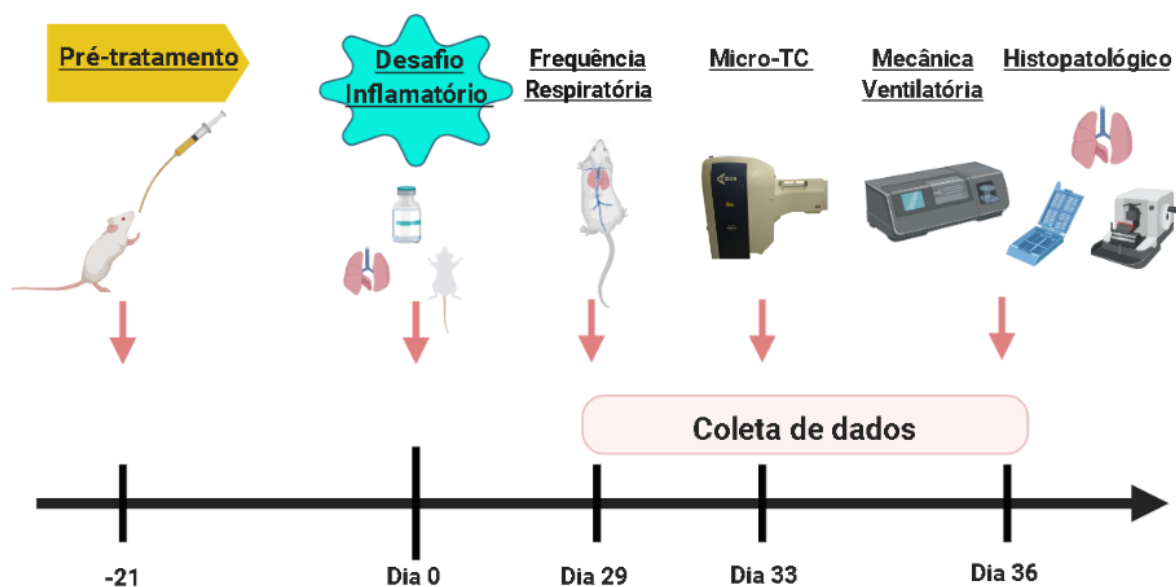 Pré-tratamento
Desafio
Inflamatório
Frequência
Respiratória
Micro-TC
Mecânica
Ventilatória
Histopatológico
Coleta de dados
-21
Dia 0
Dia 29
Dia 33
Dia 36